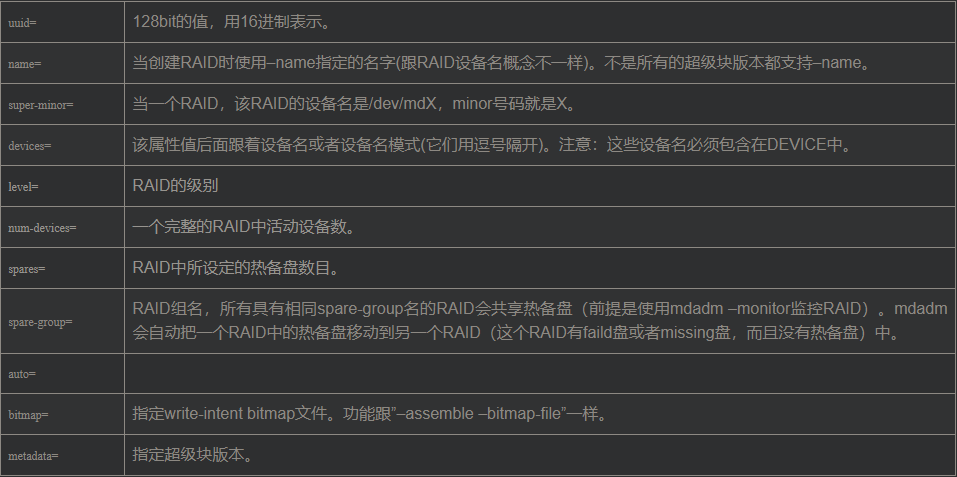 uuid= 128bit的值，用16进制表示。
name= 当创建RAID时使用–name指定的名字(跟RAID设备名概念不一样)。不是所有的超级块版本都支持–name。
super-minor= 当一个RAID，该RAID的设备名是/dev/mdX，minor号码就是X。
devices= 该属性值后面跟着设备名或者设备名模式(它们用逗号隔开)。注意：这些设备名必须包含在DEVICE中。
level= RAID的级别
num-devices= 一个完整的RAID中活动设备数。
spares= RAID中所设定的热备盘数目。
spare-group= RAID组名，所有具有相同spare-group名的RAID会共享热备盘（前提是使用mdadm –monitor监控RAID）。mdadm
会自动把一个RAID中的热备盘移动到另一个RAID（这个RAID有faild盘或者missing盘，而且没有热备盘）中。
auto=
bitmap= 指定write-intent bitmap文件。功能跟”–assemble –bitmap-file”一样。
metadata= 指定超级块版本。